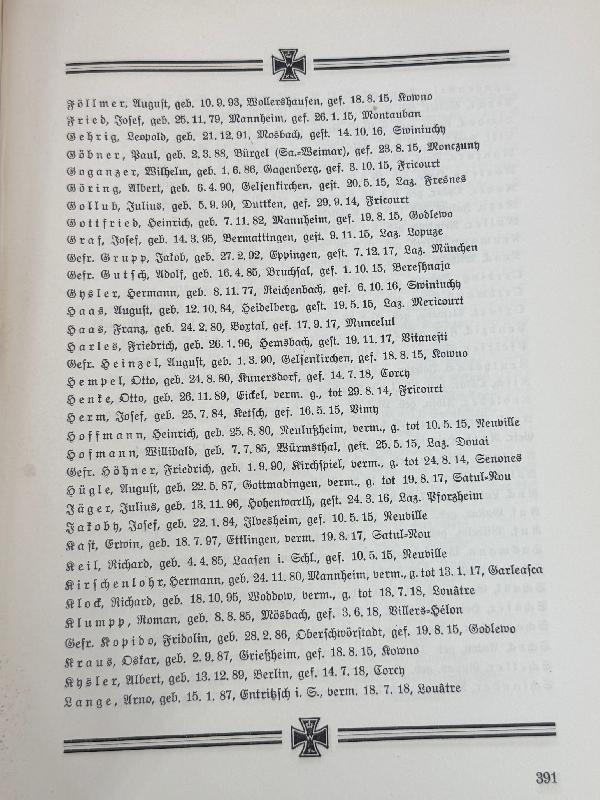 Föllmer, August, geb. 10. 9. 93, Wollershausen, gef. 18. 8. 15, Kowno
Fried, Josef, geb. 25. 11. 79, Mannheim, gef. 26. 1. 15, Montauban
Gehrig, Leopold, geb. 21. 12. 91, Mosbach, gest. 14. 10. 16, Swiniuchy
Göbner, Paul, geb. 2. 3. 88, Bürgel (Sa.-Weimar), gef. 23. 8. 15, Monczuny
Goganzer, Wilhelm, geb. 1. 6. 86, Gagenberg, gef. 3. 10. 15, Fricourt
Göring, Albert, geb. 6. 4. 90, Gelsenkirchen, gest. 20. 5. 15, Laz. Fresnes
Gollub, Julius, geb. 5. 9. 90, Duttken, gef. 29. 9. 14, Fricourt
Gottfried, Heinrich, geb. 7. 11. 82, Mannheim, gef. 19. 8. 15, Godlewo
Graf, Josef, geb. 14. 3. 95, Bermattingen, gest. 9. 11. 15, Laz. Lopuze
Gefr. Grupp, Jakob, geb. 27. 2. 92, Eppingen, gest. 7. 12. 17, Laz. München
Gefr. Gutsch, Adolf, geb. 16. 4. 85, Bruchsal, gef. 1. 10. 15, Bereshnaja
Gysler, Hermann, geb. 8. 11. 77, Reichenbach, gef. 6. 10. 16, Swiniuchy
Haas, August, geb. 12. 10. 84, Heidelberg, gest. 19. 5. 15, Laz. Mericourt
Haas, Franz, geb. 24. 2. 80, Boxtal, gef. 17. 9. 17, Muncelul
Harles, Friedrich, geb. 26. 1. 96, Hemsbach, gest. 19. 11. 17, Vitanesti
Gefr. Heinzel, August, geb. 1. 3. 90, Gelsenkirchen, gef. 18. 8. 15, Kowno
Hempel, Otto, geb. 24. 8. 80, Kunersdorf, gef. 14. 7. 18, Corcy
Henke, Otto, geb. 26. 11. 89, Eickel, verm. g., tot 29. 8. 14, Fricourt
Herm, Josef, geb. 25. 7. 84, Ketsch, gef. 16. 5. 15, Vimy
Hoffmann, Heinrich, geb. 25. 8. 80, Neulußheim, verm., g. tot 10. 5. 15, Neuville
Hofmann, Willibald, geb. 7. 7. 85, Würmsthal, gest. 25. 5. 15, Laz. Douai
Gefr. Höhner, Friedrich, geb. 1. 9. 90, Kirchspiel, verm., g. tot 24. 8. 14, Senones
Hügle, August, geb. 22. 5. 87, Gottmadingen, verm., g. tot 19. 8. 17, Satul-Nou
Jäger, Julius, geb. 13. 11. 96, Hohenwarth, gest. 24. 3. 16, Laz. Pforzheim
Jakoby, Josef, geb. 22. 1. 84, Ilvesheim, gef. 10. 5. 15, Neuville
Kast, Erwin, geb. 18. 7. 97, Ettlingen, verm. 19. 8. 17, Satul-Nou
Keil, Richard, geb. 4. 4. 85, Laasen i. Schl., gef. 10. 5. 15, Neuville
Kirschenlohr, Hermann, geb. 24. 11. 80, Mannheim, verm., g. tot 13. 1. 17, Garleasca
Klock, Richard, geb. 18. 10. 95, Woddow, verm., g. tot 18. 7. 18, Louâtre
Klumpp, Roman, geb. 8. 8. 85, Mösbach, gef. 3. 6. 18, Villers-Hélon
Gefr. Kopido, Fridolin, geb. 28. 2. 86, Oberschwörstadt, gef. 19. 8. 15, Godlewo
Kraus, Oskar, geb. 2. 9. 87, Grießheim, gef. 18. 8. 15, Kowno
Kysler, Albert, geb. 13. 12. 89, Berlin, gef. 14. 7. 18, Corcy
Lange, Arno, geb. 15. 1. 87, Entritzsch i. S., verm. 18. 7. 18, Louâtre
391